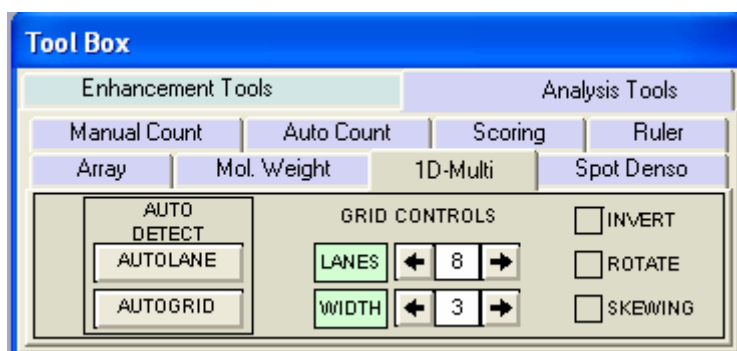 Tool Box
Enhancement Tools Analysis Tools
Manual Count Auto Count Scoring Ruler
Array Mol. Weight 1D-Multi Spot Denso
AUTO
DETECT
AUTOLANE
AUTOGRID
GRID CONTROLS
LANES 8
WIDTH 3
INVERT
ROTATE
SKEWING